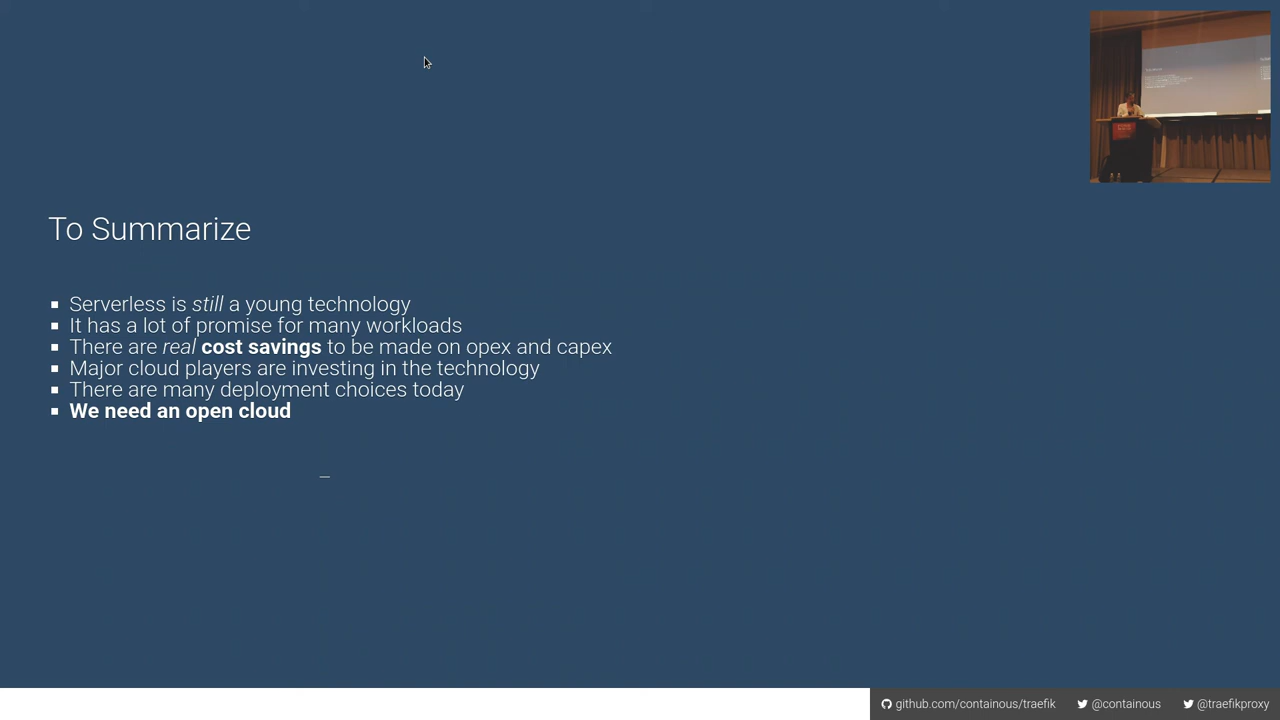 To Summarize
Serverless is still a young technology
It has a lot of promise for many workloads
There are real cost savings to be made on opex and capex
Major cloud players are investing in the technology
There are many deployment choices today
We need an open cloud
github.com/containous/traefik @containous @traefikproxy